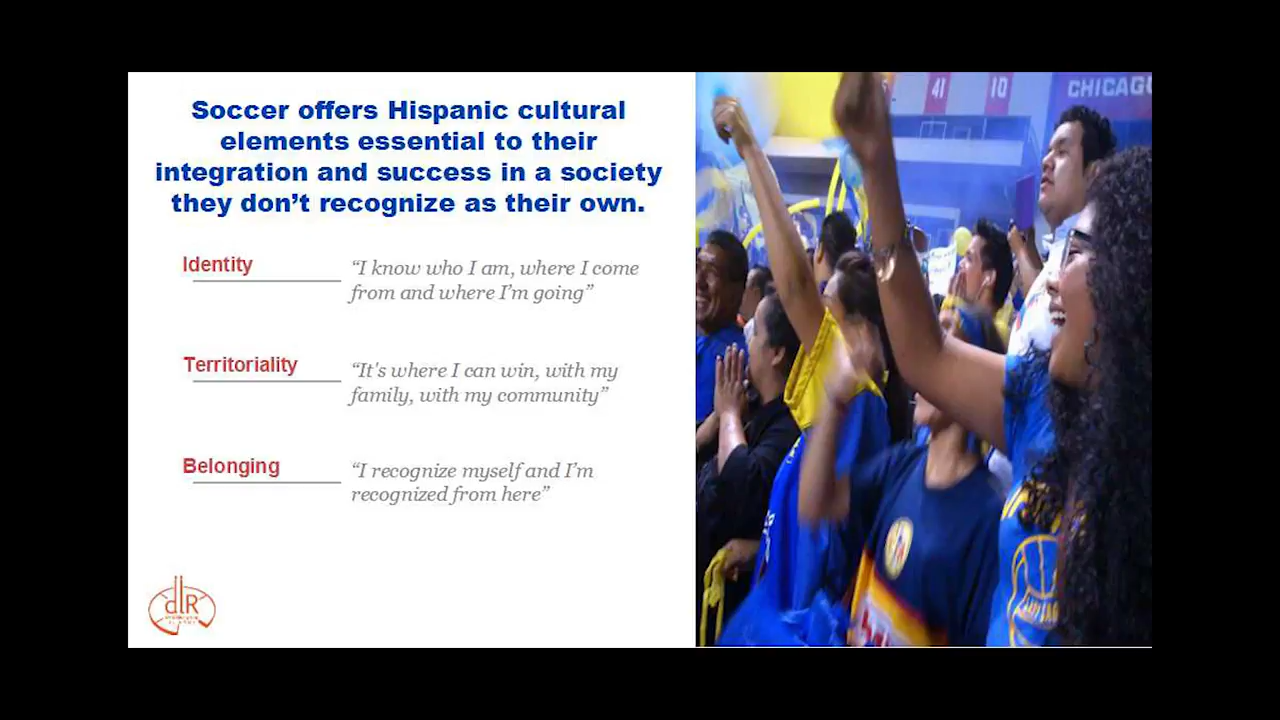 Soccer offers Hispanic cultural
elements essential to their
integration and success in a society
they don’t recognize as their own.
Identity
“I know who I am, where I come
from and where I’m going”
Territoriality
“It's where I can win, with my
family, with my community”
Belonging
“I recognize myself and I’m
recognized from here”
dlR
41
10
CHICAG